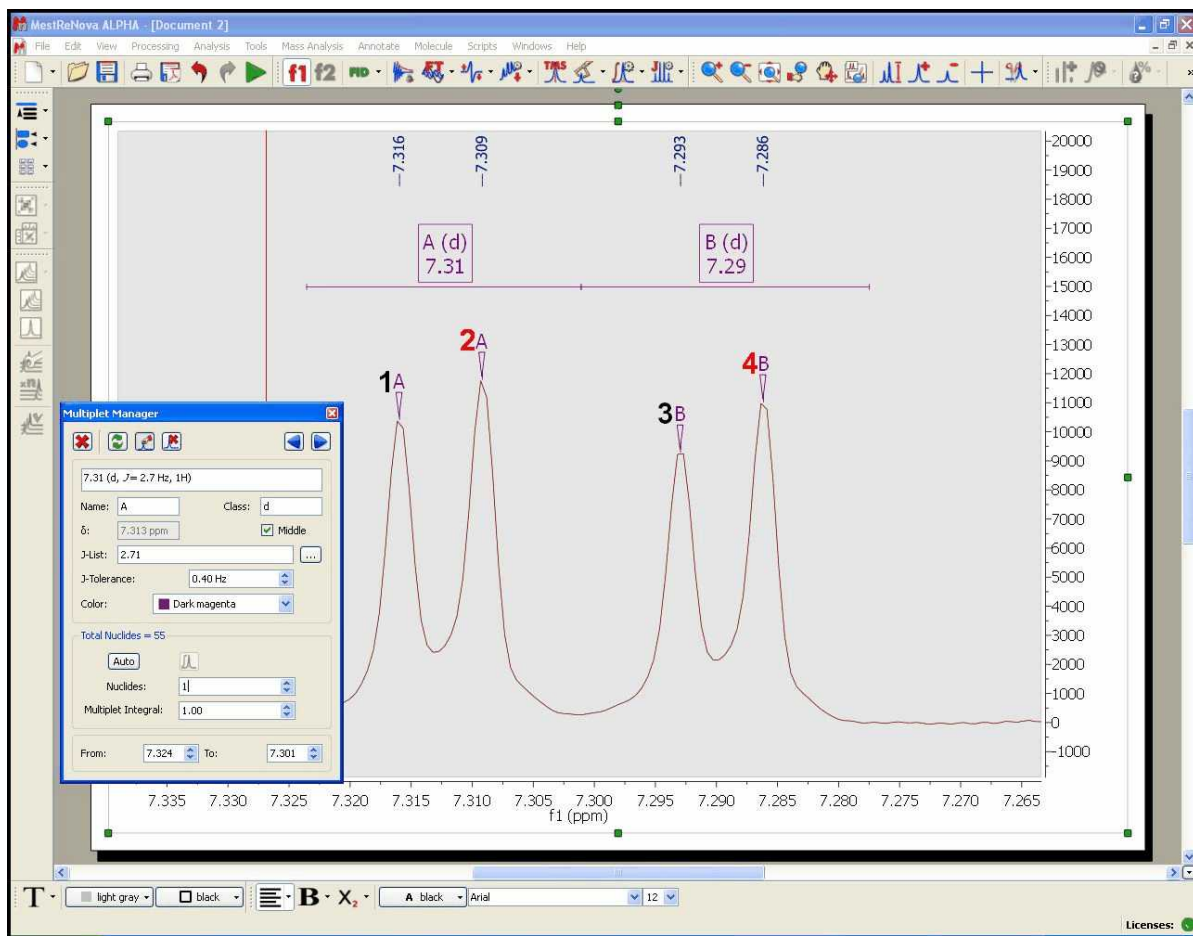 MestReNova ALPHA - [Document 2]
File Edit View Processing Analysis Tools Mass Analysis Annotate Molecule Scripts Windows Help
f1 f2 FID TMS
7.316 7.309 7.293 7.286
A (d)
7.31
B (d)
7.29
1 A
2 A
3 B
4 B
20000
19000
18000
17000
16000
15000
14000
13000
12000
11000
10000
9000
8000
7000
6000
5000
4000
3000
2000
1000
0
-1000
Multiplet Manager
7.31 (d, J= 2.7 Hz, 1H)
Name: A Class: d
δ: 7.313 ppm Middle
J-List: 2.71 ...
J-Tolerance: 0.40 Hz
Color: Dark magenta
Total Nuclides = 55
Auto
Nuclides: 1
Multiplet Integral: 1.00
From: 7.324 To: 7.301
7.335 7.330 7.325 7.320 7.315 7.310 7.305 7.300 7.295 7.290 7.285 7.280 7.275 7.270 7.265
f1 (ppm)
T light gray black B X₂ A black Arial 12
Licenses: